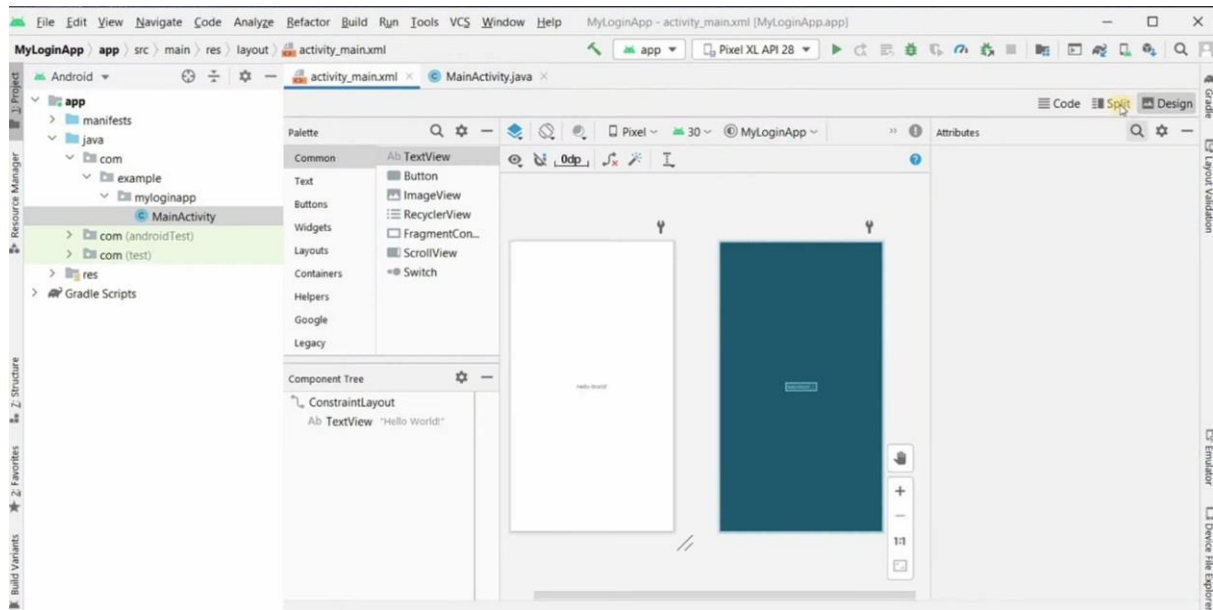 File Edit View Navigate Code Analyze Refactor Build Run Tools VCS Window Help MyLoginApp - activity_main.xml [MyLoginApp.app]
MyLoginApp app src main res layout activity_main.xml app Pixel XL API 28
1: Project
Resource Manager
Z: Structure
2: Favorites
Build Variants
Android
app
manifests
java
com
example
myloginapp
MainActivity
com (androidTest)
com (test)
res
Gradle Scripts
activity_main.xml MainActivity.java
Code Split Design
Palette
Common
Text
Buttons
Widgets
Layouts
Containers
Helpers
Google
Legacy
Ab TextView
Button
ImageView
RecyclerView
FragmentCon...
ScrollView
Switch
Component Tree
ConstraintLayout
Ab TextView "Hello World!"
Pixel 30 MyLoginApp
0dp
Hello World!
1:1
Attributes
Gradle
Layout Validation
Emulator
Device File Explorer